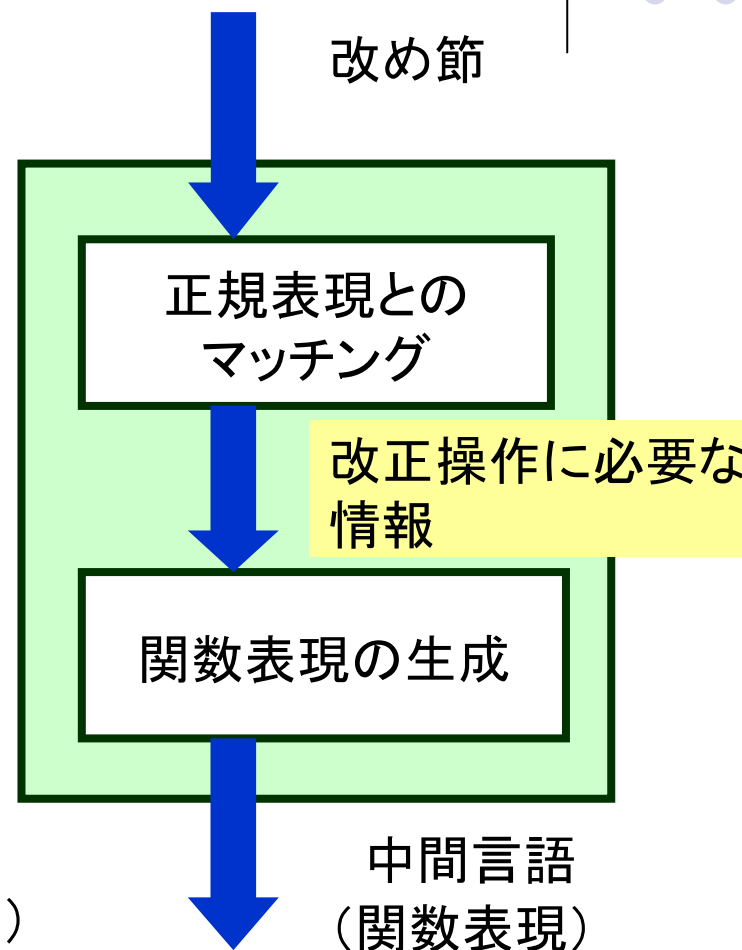 改め節
正規表現との
マッチング
改正操作に必要な
情報
関数表現の生成
中間言語
）
（関数表現）